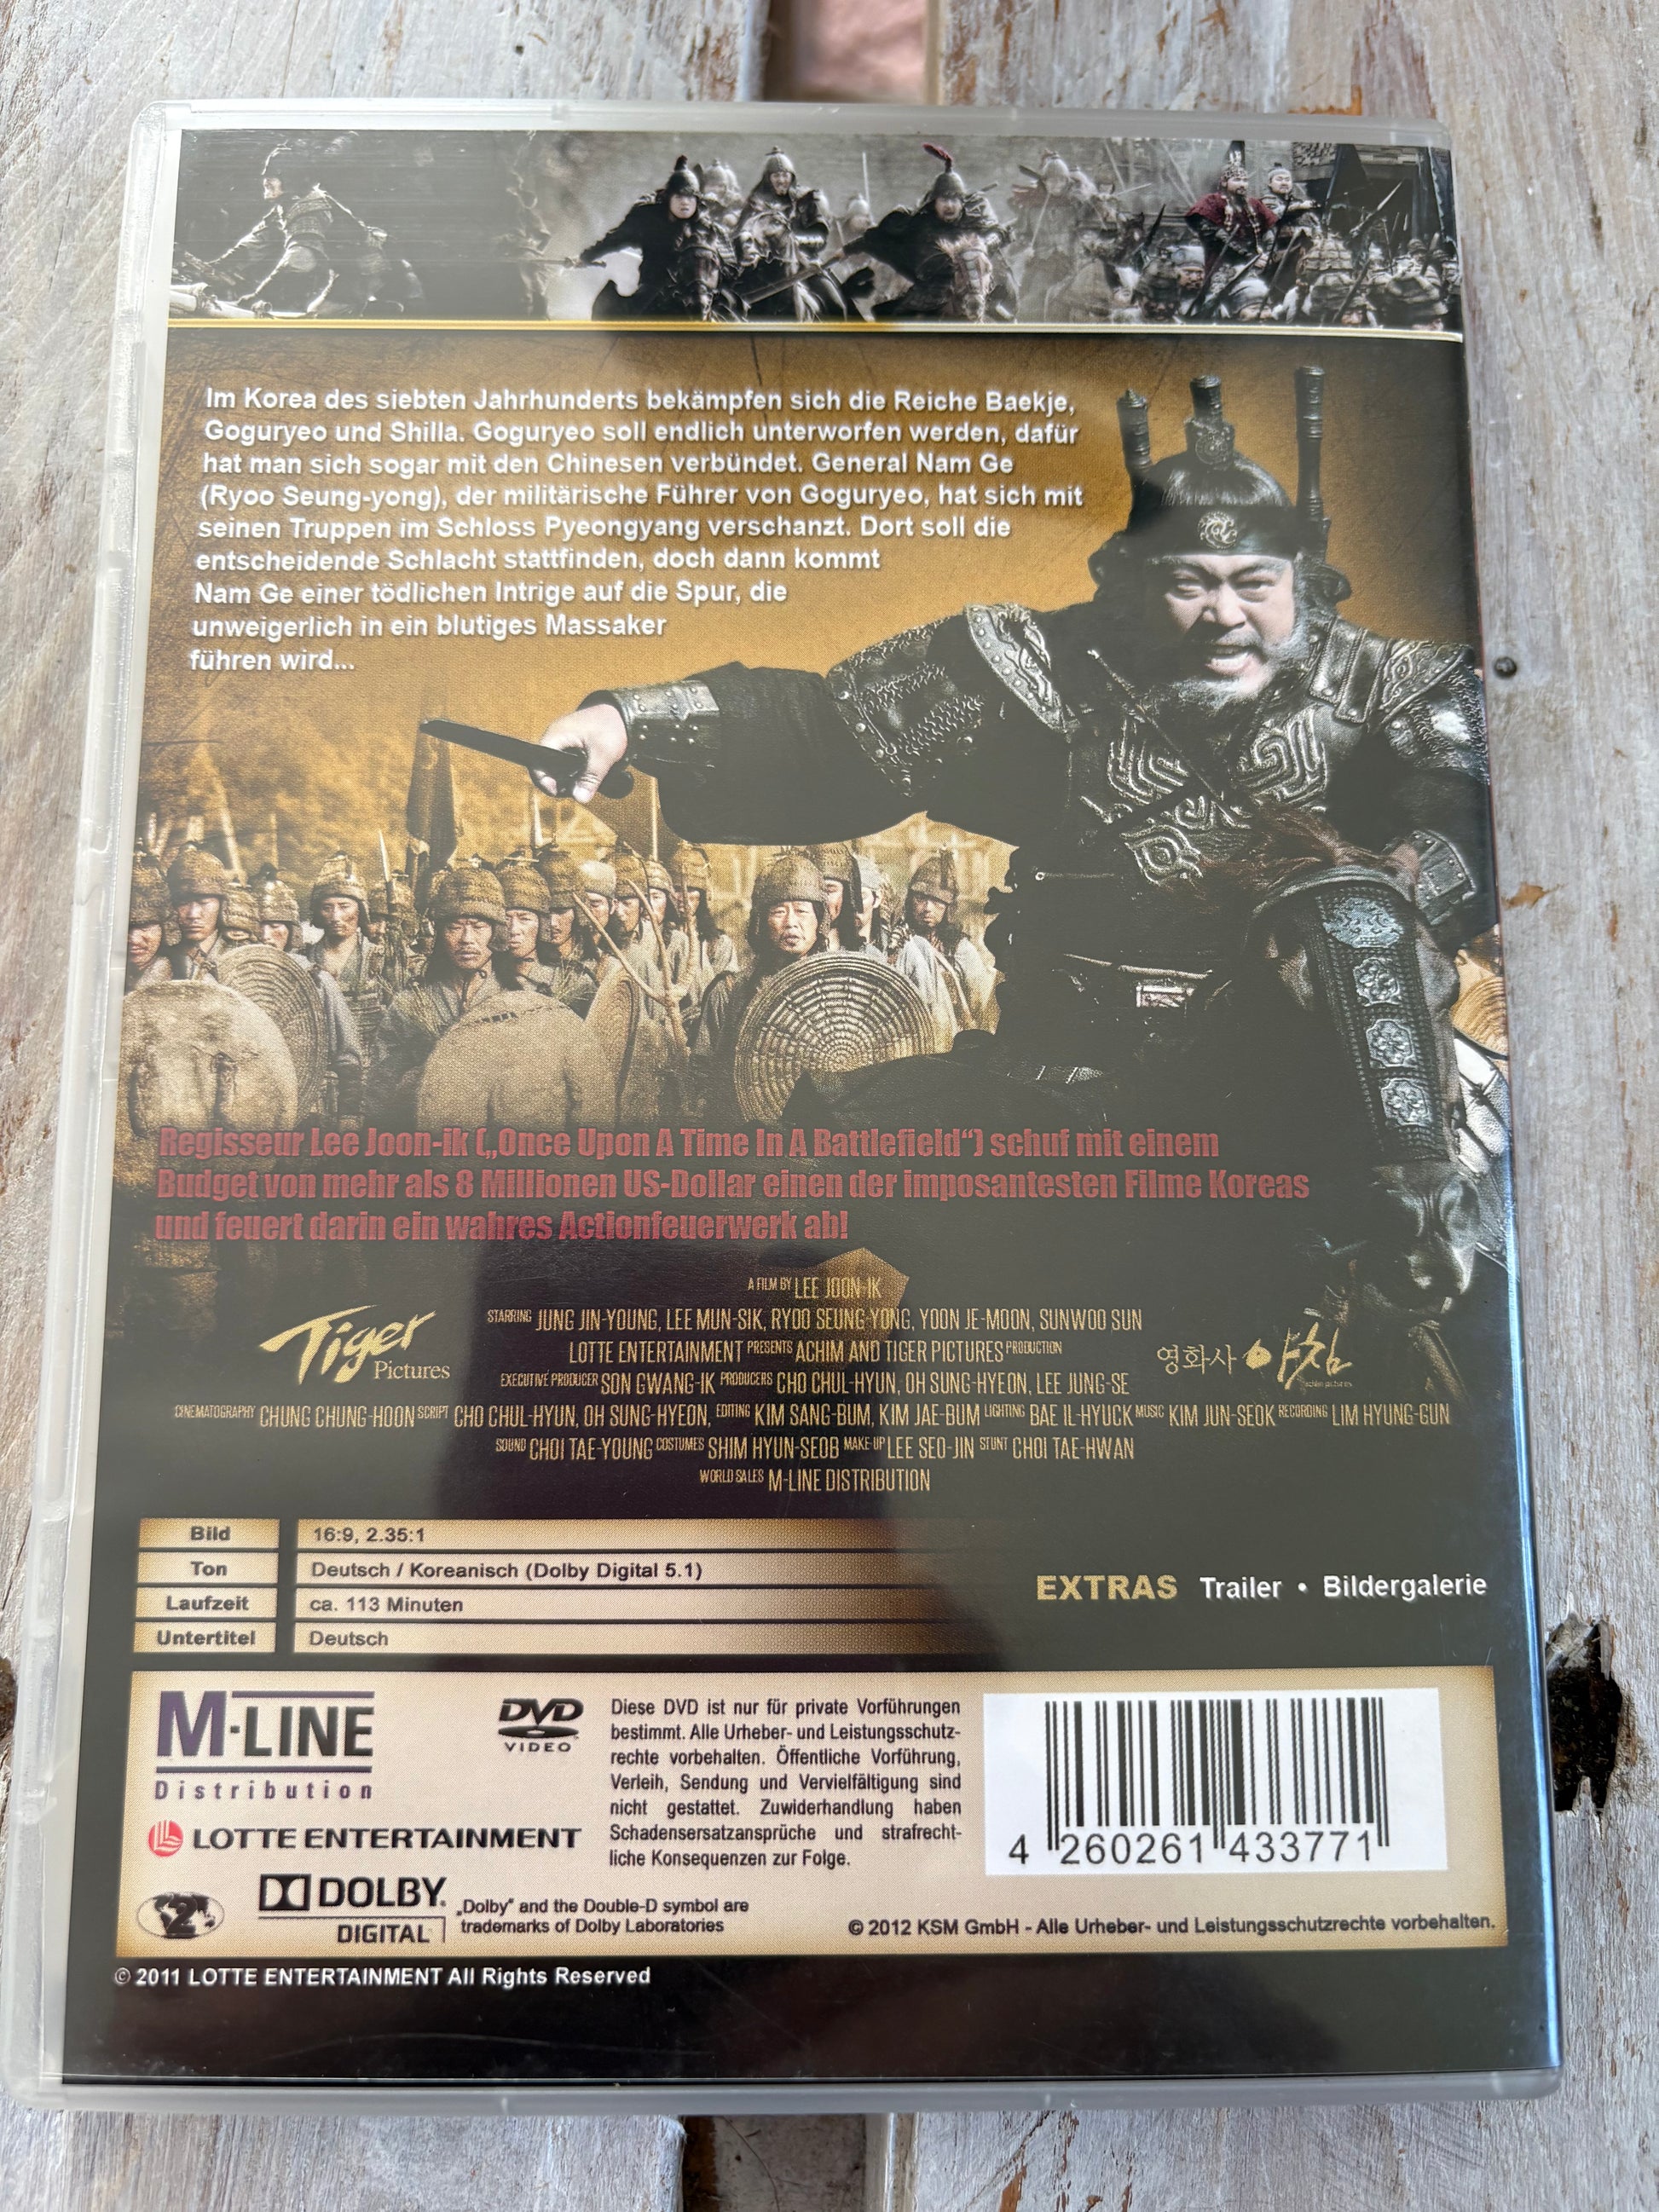 Im Korea des siebten Jahrhunderts bekämpfen sich die Reiche Baekje,
Goguryeo und Shilla. Goguryeo soll endlich unterworfen werden, dafür
hat man sich sogar mit den Chinesen verbündet. General Nam Ge
(Ryoo Seung-yong), der militärische Führer von Goguryeo, hat sich mit
seinen Truppen im Schloss Pyeongyang verschanzt. Dort soll die
entscheidende Schlacht stattfinden, doch dann kommt
Nam Ge einer tödlichen Intrige auf die Spur, die
unweigerlich in ein blutiges Massaker
führen wird...
Regisseur Lee Joon-ik („Once Upon A Time In A Battlefield“) schuf mit einem
Budget von mehr als 8 Millionen US-Dollar einen der imposantesten Filme Koreas
und feuert darin ein wahres Actionfeuerwerk ab!
A FILM BY LEE JOON-IK
Tiger Pictures
STARRING JUNG JIN-YOUNG, LEE MUN-SIK, RYOO SEUNG-YONG, YOON JE-MOON, SUNWOO SUN
LOTTE ENTERTAINMENT PRESENTS ACHIM AND TIGER PICTURES PRODUCTION
영화사 아침
EXECUTIVE PRODUCER SON GWANG-IK PRODUCERS CHO CHUL-HYUN, OH SUNG-HYEON, LEE JUNG-SE
CINEMATOGRAPHY CHUNG CHUNG-HOON SCRIPT CHO CHUL-HYUN, OH SUNG-HYEON, EDITING KIM SANG-BUM, KIM JAE-BUM LIGHTING BAE IL-HYUCK MUSIC KIM JUN-SEOK RECORDING LIM HYUNG-GUN
SOUND CHOI TAE-YOUNG COSTUMES SHIM HYUN-SEOB MAKE-UP LEE SEO-JIN STUNT CHOI TAE-HWAN
WORLD SALES M-LINE DISTRIBUTION
Bild 16:9, 2.35:1
Ton Deutsch / Koreanisch (Dolby Digital 5.1)
Laufzeit ca. 113 Minuten
Untertitel Deutsch
EXTRAS Trailer • Bildergalerie
M-LINE
Distribution
LOTTE ENTERTAINMENT
DVD
VIDEO
Diese DVD ist nur für private Vorführungen
bestimmt. Alle Urheber- und Leistungsschutz-
rechte vorbehalten. Öffentliche Vorführung,
Verleih, Sendung und Vervielfältigung sind
nicht gestattet. Zuwiderhandlung haben
Schadensersatzansprüche und strafrecht-
liche Konsequenzen zur Folge.
4 260261 433771
2
DOLBY
DIGITAL
„Dolby“ and the Double-D symbol are
trademarks of Dolby Laboratories
© 2012 KSM GmbH - Alle Urheber- und Leistungsschutzrechte vorbehalten.
© 2011 LOTTE ENTERTAINMENT All Rights Reserved